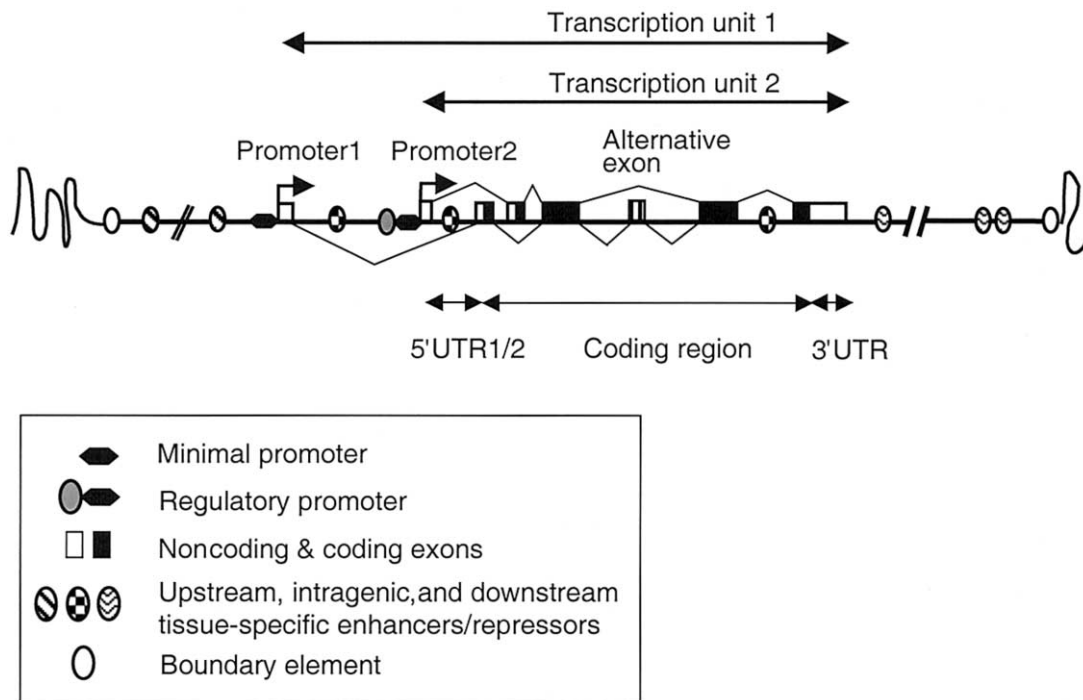 Transcription unit 1
Transcription unit 2
Promoter1
Promoter2
Alternative
exon
5'UTR1/2
Coding region
3'UTR
Minimal promoter
Regulatory promoter
Noncoding & coding exons
Upstream, intragenic,and downstream
tissue-specific enhancers/repressors
Boundary element